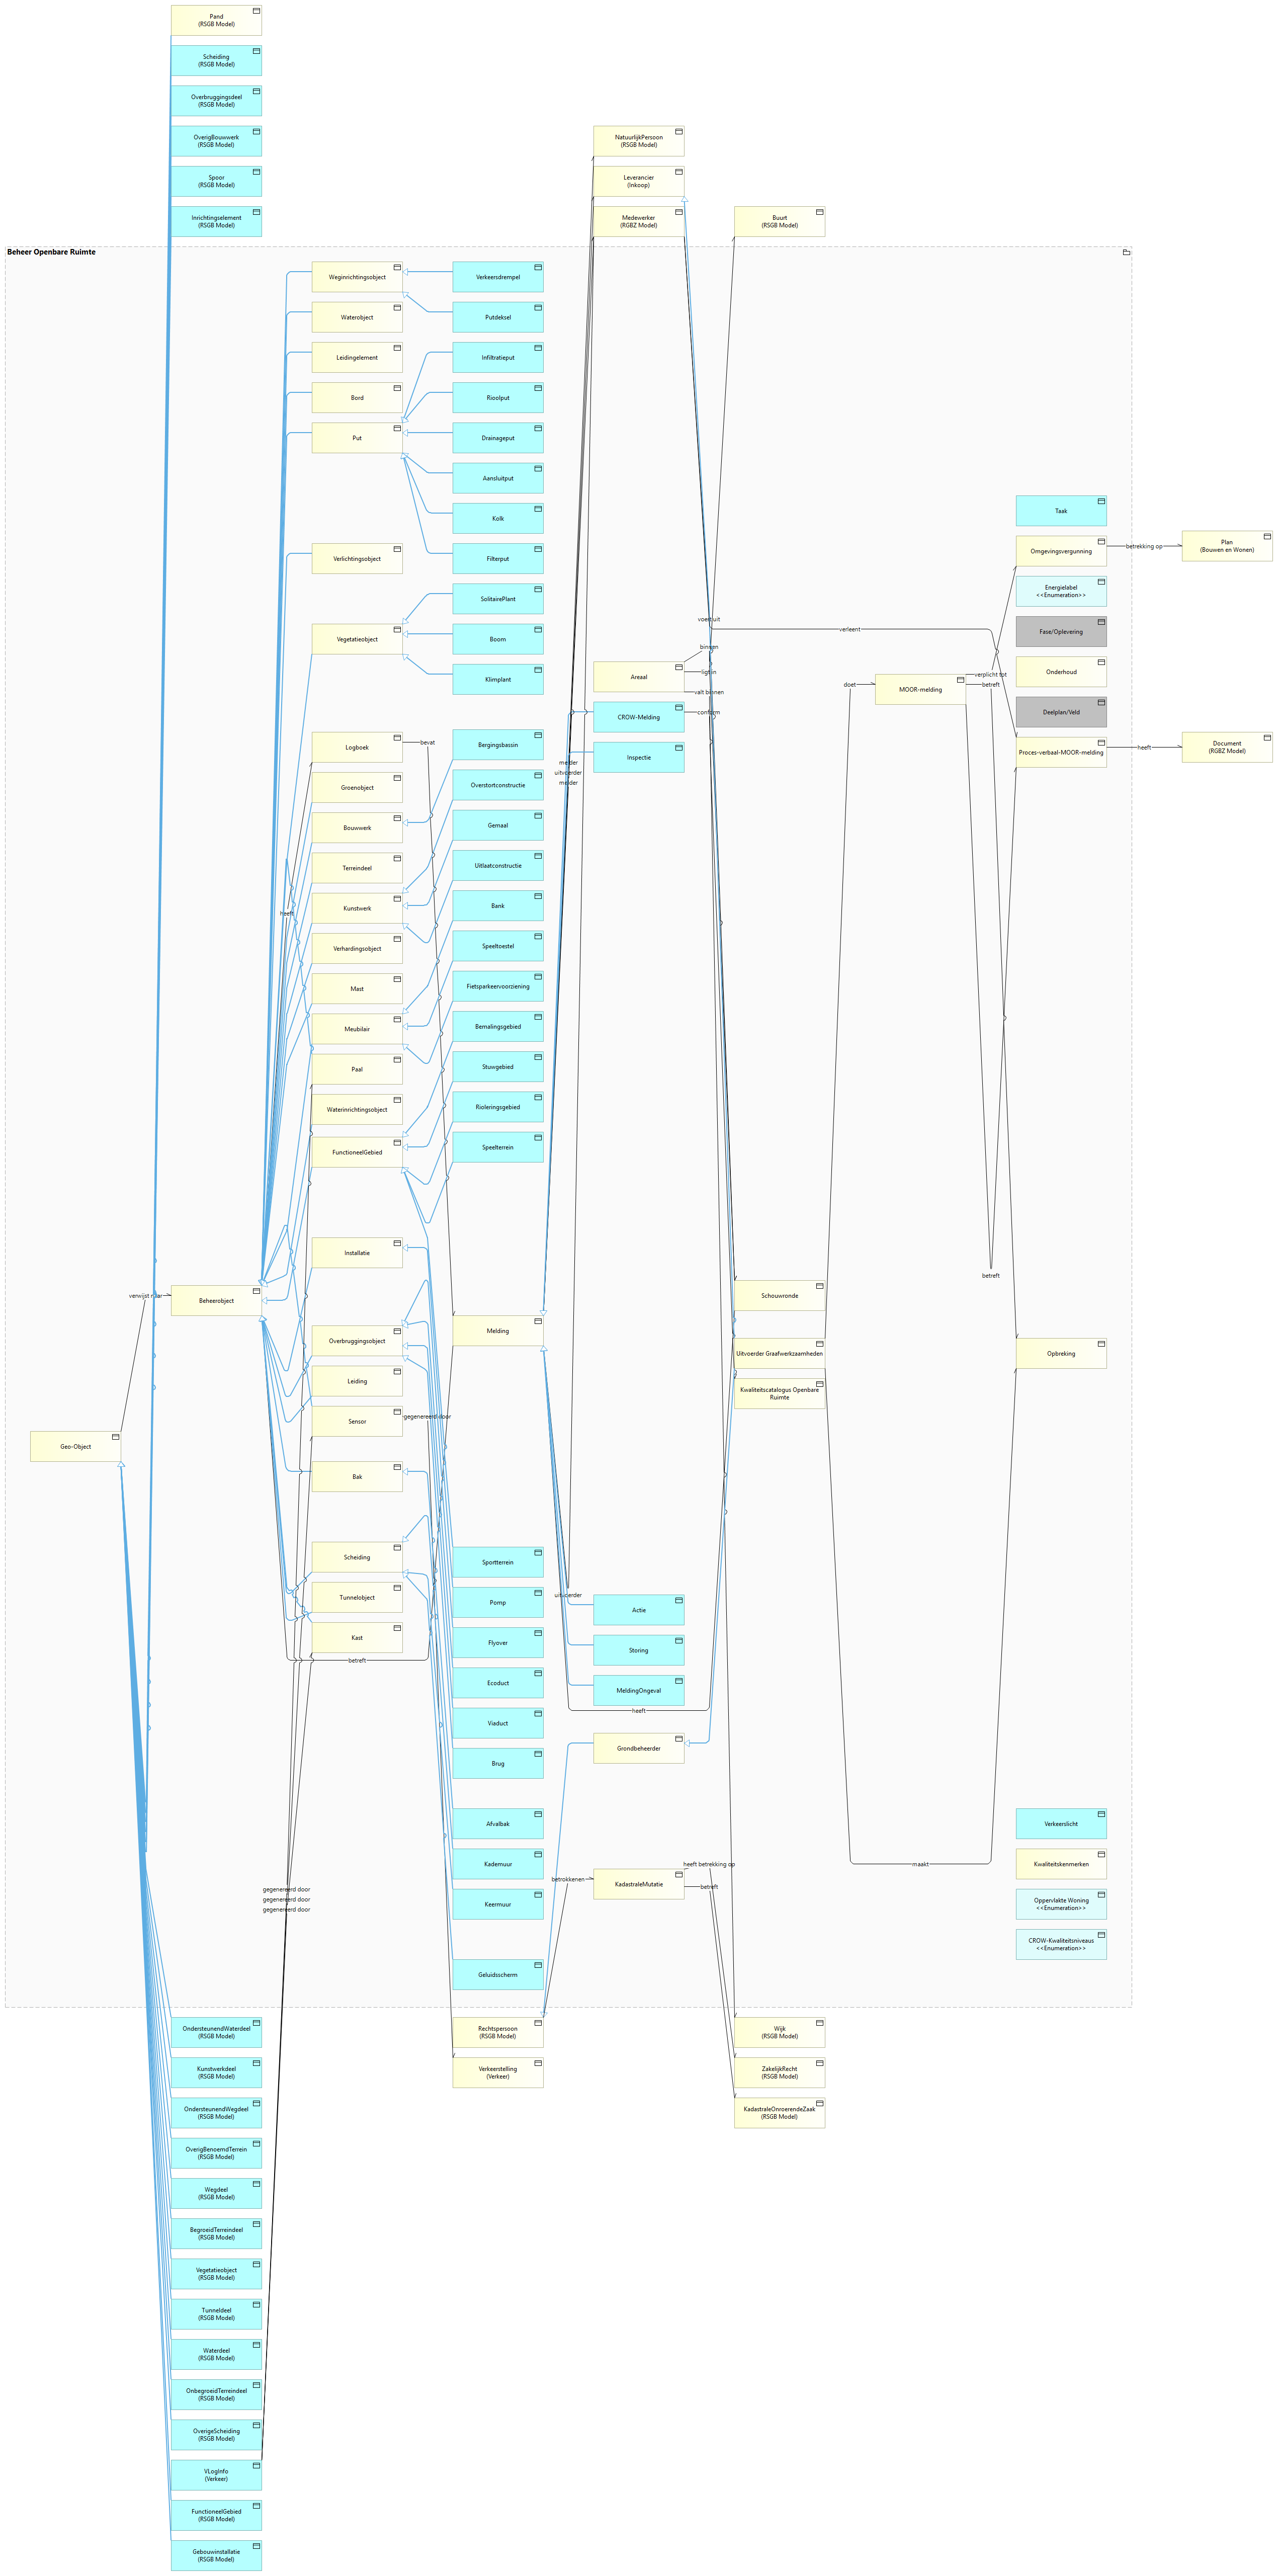 Pand
(RSGB Model)
Scheiding
(RSGB Model)
Overbruggingsdeel
(RSGB Model)
OverigBouwwerk
(RSGB Model)
Spoor
(RSGB Model)
Inrichtingselement
(RSGB Model)
NatuurlijkPersoon
(RSGB Model)
Leverancier
(Inkoop)
Medewerker
(RGBZ Model)
Buurt
(RSGB Model)
Beheer Openbare Ruimte
Weginrichtingsobject
Verkeersdrempel
Waterobject
Putdeksel
Leidingelement
Infiltratieput
Bord
Rioolput
Put
Drainageput
Aansluitput
Kolk
Verlichtingsobject
Filterput
SolitairePlant
Vegetatieobject
Boom
Klimplant
Taak
Omgevingsvergunning
betrekking op
Plan
(Bouwen en Wonen)
Energielabel
<<Enumeration>>
voert uit
verleent
Fase/Oplevering
binnen
Areaal
ligt in
valt binnen
verplicht tot
Onderhoud
doet
MOOR-melding
betreft
CROW-Melding
conform
Deelplan/Veld
Logboek
bevat
Bergingsbassin
Inspectie
melder
uitvoerder
melder
Proces-verbaal-MOOR-melding
heeft
Document
(RGBZ Model)
Groenobject
Overstortconstructie
Bouwwerk
Gemaal
Terreindeel
Uitlaatconstructie
heeft
Kunstwerk
Bank
Verhardingsobject
Speeltoestel
Mast
Fietsparkeervoorziening
Meubilair
Bemalingsgebied
Paal
Stuwgebied
Waterinrichtingsobject
Rioleringsgebied
FunctioneelGebied
Speelterrein
Installatie
betreft
verwijst naar
Beheerobject
Schouwronde
Overbruggingsobject
Melding
Uitvoerder Graafwerkzaamheden
Opbreking
Leiding
Kwaliteitscatalogus Openbare
Ruimte
Sensor
gegenereerd door
Geo-Object
Bak
Scheiding
Sportterrein
Tunnelobject
Pomp
uitvoerder
Actie
Kast
Flyover
Storing
betreft
Ecoduct
MeldingOngeval
Viaduct
heeft
Brug
Grondbeheerder
Afvalbak
Verkeerslicht
Kademuur
heeft betrekking op
Kwaliteitskenmerken
betrokkenen
KadastraleMutatie
betreft
maakt
gegenereerd door
gegenereerd door
gegenereerd door
Keermuur
Oppervlakte Woning
<<Enumeration>>
CROW-Kwaliteitsniveaus
<<Enumeration>>
Geluidsscherm
OndersteunendWaterdeel
(RSGB Model)
Rechtspersoon
(RSGB Model)
Wijk
(RSGB Model)
Kunstwerkdeel
(RSGB Model)
Verkeerstelling
(Verkeer)
ZakelijkRecht
(RSGB Model)
OndersteunendWegdeel
(RSGB Model)
KadastraleOnroerendeZaak
(RSGB Model)
OverigBenoemdTerrein
(RSGB Model)
Wegdeel
(RSGB Model)
BegroeidTerreindeel
(RSGB Model)
Vegetatieobject
(RSGB Model)
Tunneldeel
(RSGB Model)
Waterdeel
(RSGB Model)
OnbegroeidTerreindeel
(RSGB Model)
OverigeScheiding
(RSGB Model)
VLogInfo
(Verkeer)
FunctioneelGebied
(RSGB Model)
Gebouwinstallatie
(RSGB Model)